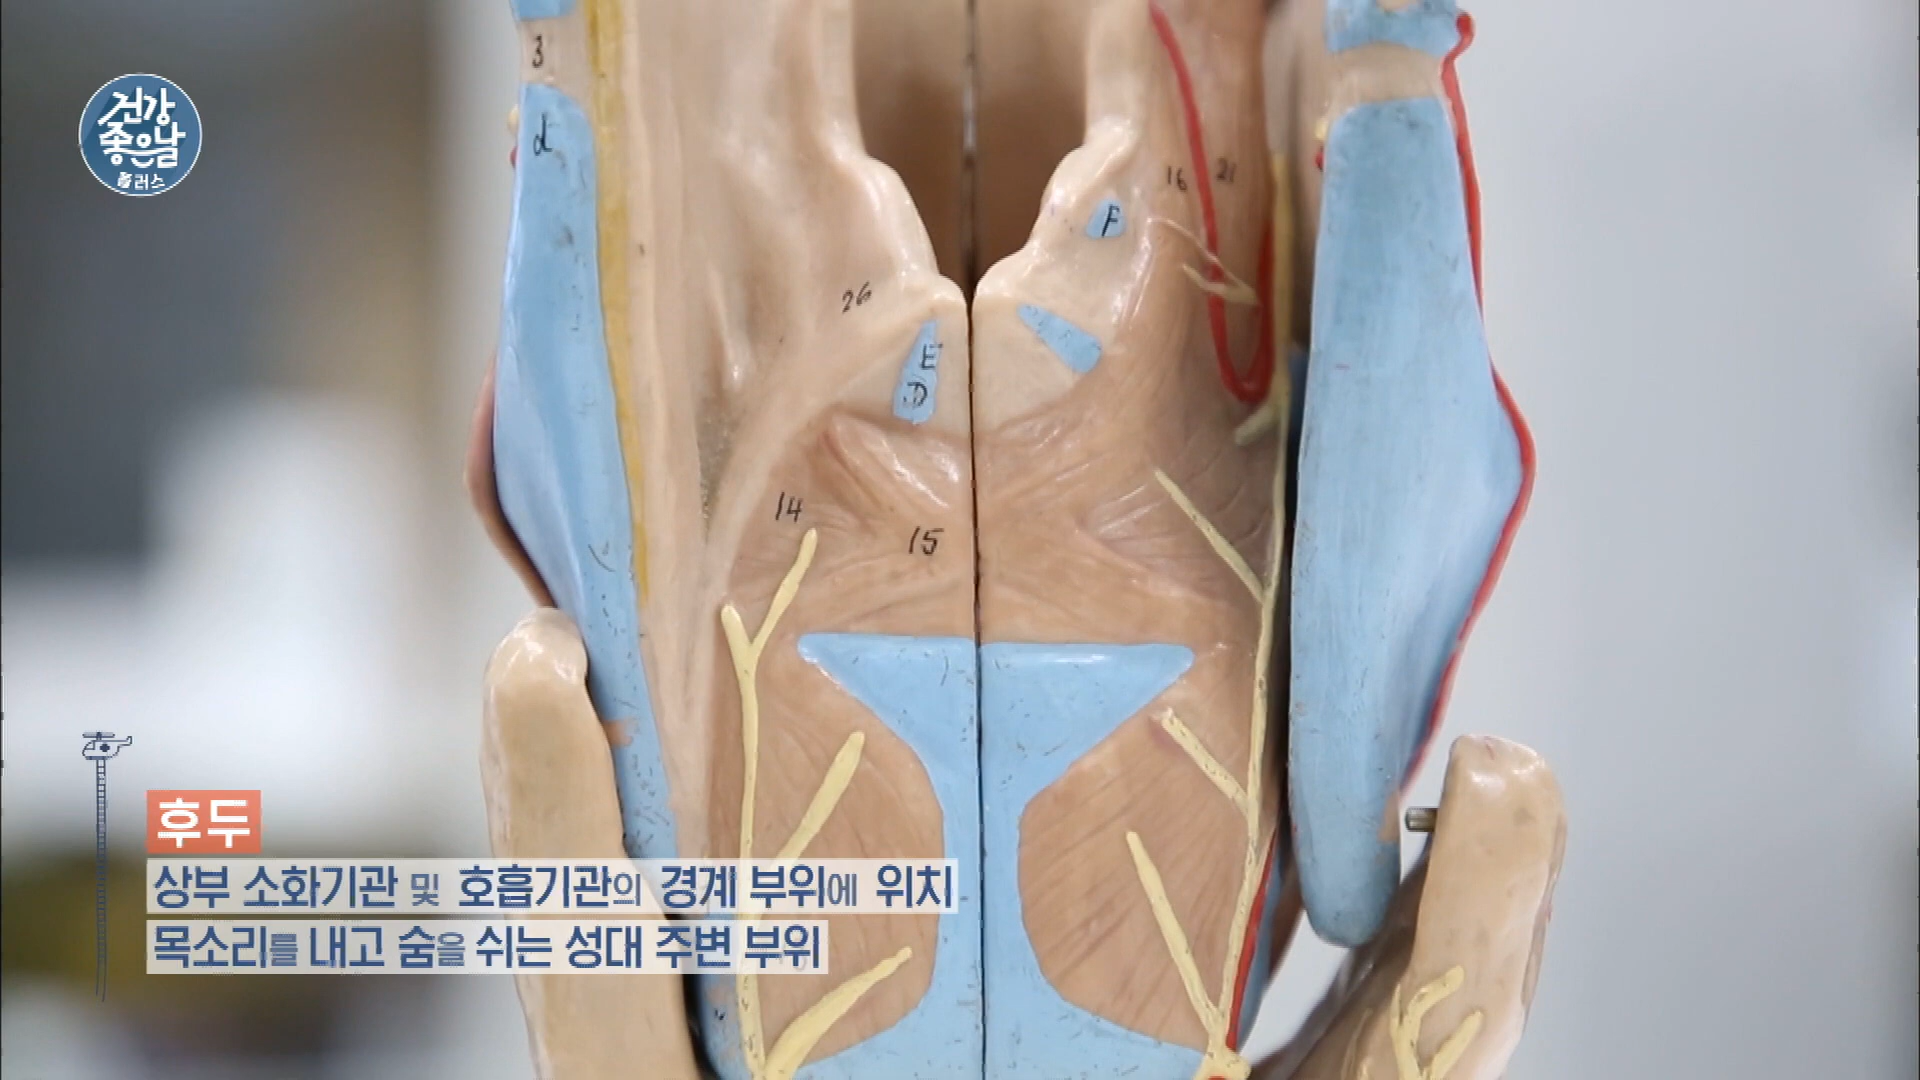 건강
좋은날
플러스
3
d
16
21
F
26
E
D
14
15
후두
상부 소화기관 및 호흡기관의 경계 부위에 위치
목소리를 내고 숨을 쉬는 성대 주변 부위